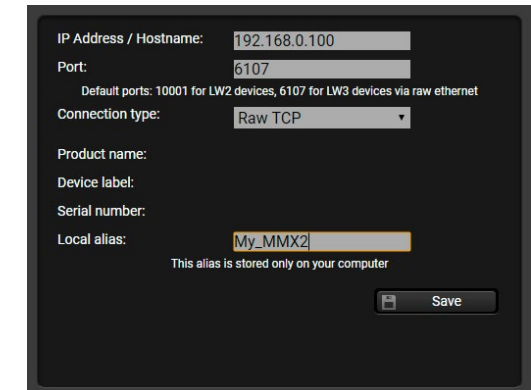 IP Address / Hostname: 192.168.0.100
Port: 6107
Default ports: 10001 for LW2 devices, 6107 for LW3 devices via raw ethernet
Connection type: Raw TCP
Product name:
Device label:
Serial number:
Local alias: My_MMX2
This alias is stored only on your computer
Save